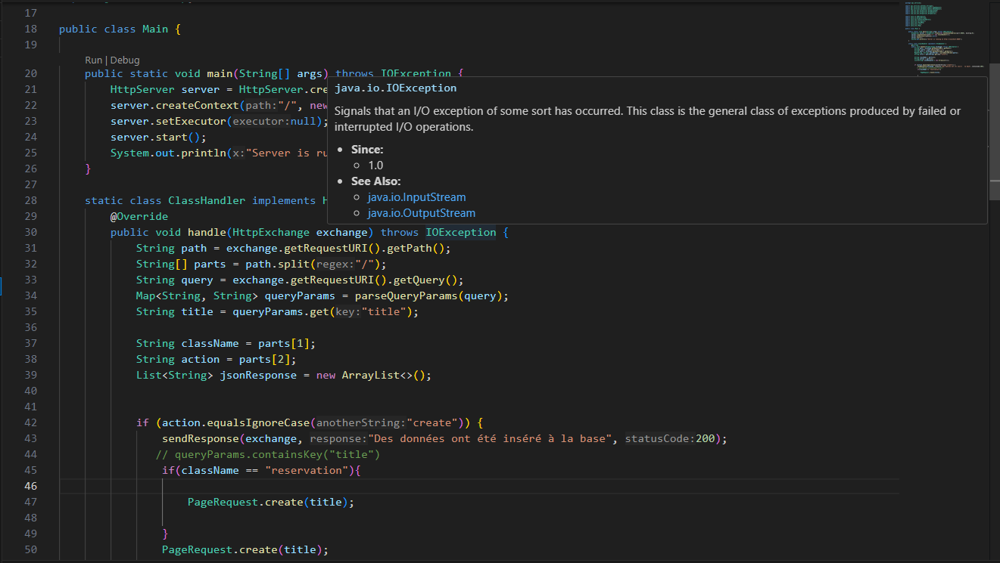 17
18 public class Main {
19
Run | Debug
20 public static void main(String[] args) throws IOException {
21 HttpServer server = HttpServer.cre
22 server.createContext(path:"/", new
23 server.setExecutor(executor:null);
24 server.start();
25 System.out.println(x:"Server is ru
26 }
27
28 static class ClassHandler implements H
java.io.IOException
Signals that an I/O exception of some sort has occurred. This class is the general class of exceptions produced by failed or
interrupted I/O operations.
• Since:
○ 1.0
• See Also:
○ java.io.InputStream
○ java.io.OutputStream
29 @Override
30 public void handle(HttpExchange exchange) throws IOException {
31 String path = exchange.getRequestURI().getPath();
32 String[] parts = path.split(regex:"/");
33 String query = exchange.getRequestURI().getQuery();
34 Map<String, String> queryParams = parseQueryParams(query);
35 String title = queryParams.get(key:"title");
36
37 String className = parts[1];
38 String action = parts[2];
39 List<String> jsonResponse = new ArrayList<>();
40
41
42 if (action.equalsIgnoreCase(anotherString:"create")) {
43 sendResponse(exchange, response:"Des données ont été inséré à la base", statusCode:200);
44 // queryParams.containsKey("title")
45 if(className == "reservation"){
46
47 PageRequest.create(title);
48
49 }
50 PageRequest.create(title);